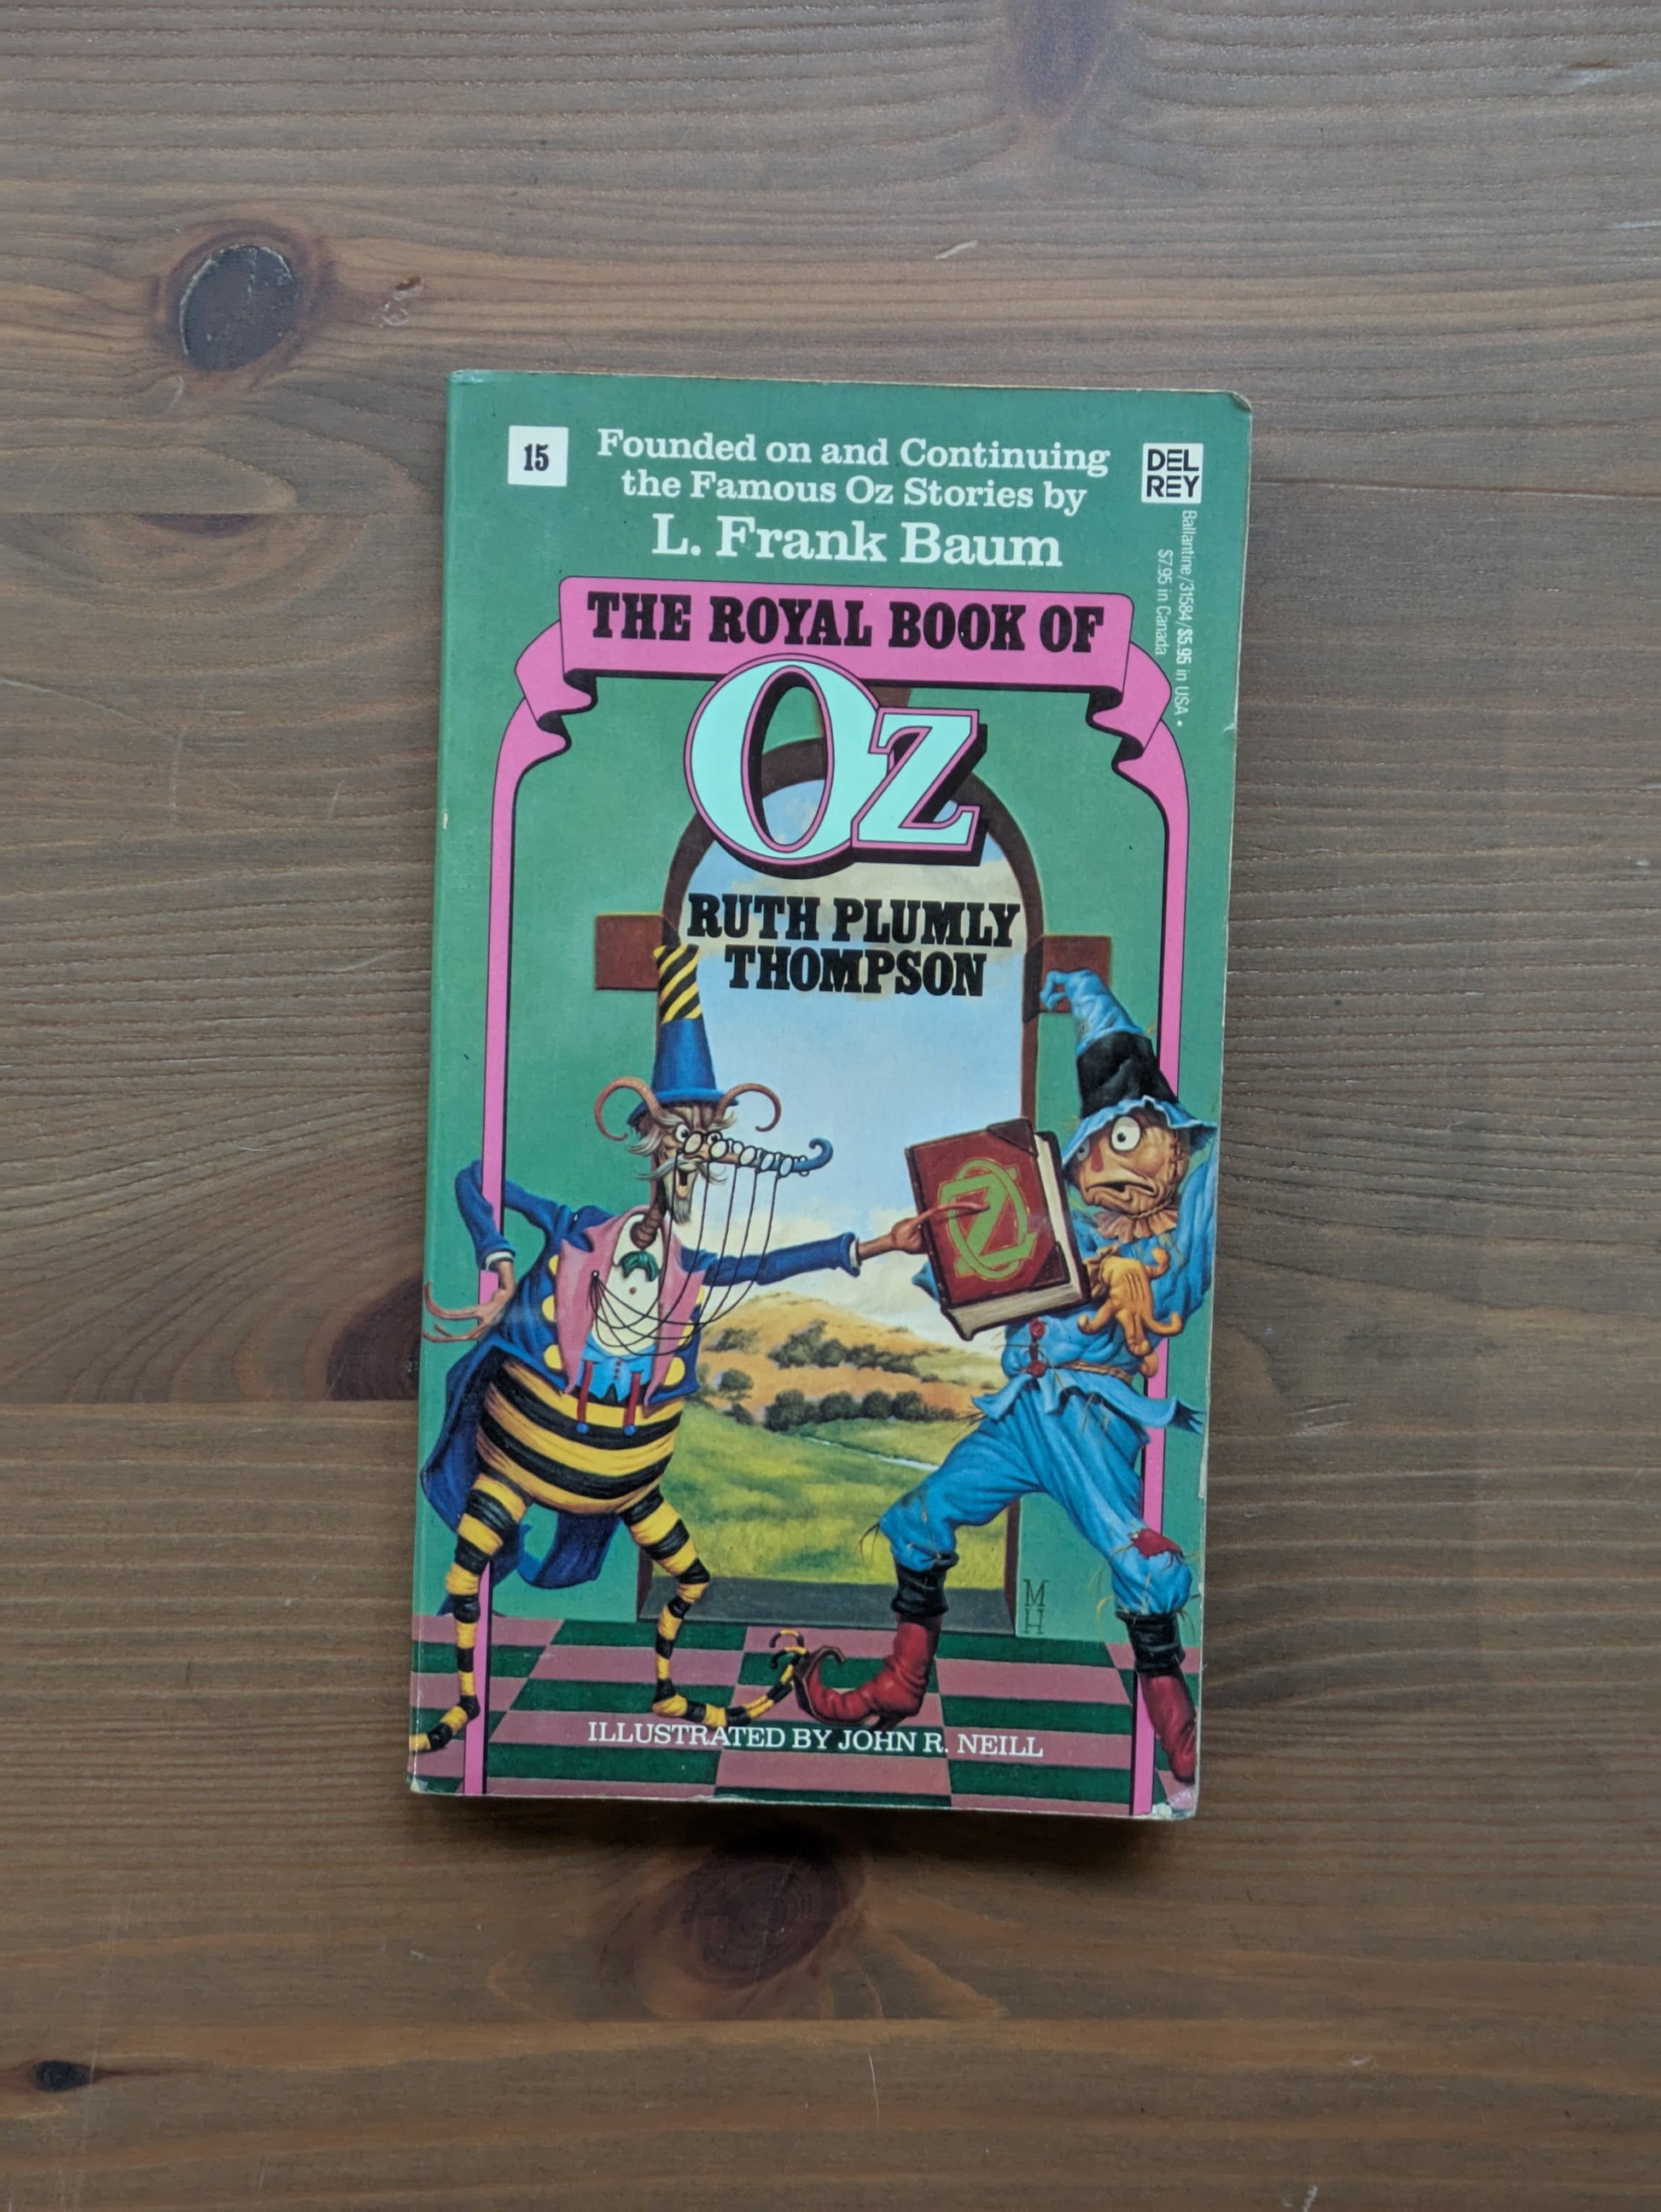 15
Founded on and Continuing
the Famous Oz Stories by
L. Frank Baum
DEL
REY
Ballantine/31584/$5.95 in USA •
$7.95 in Canada
THE ROYAL BOOK OF
Oz
RUTH PLUMLY
THOMPSON
OZ
M
H
ILLUSTRATED BY JOHN R. NEILL